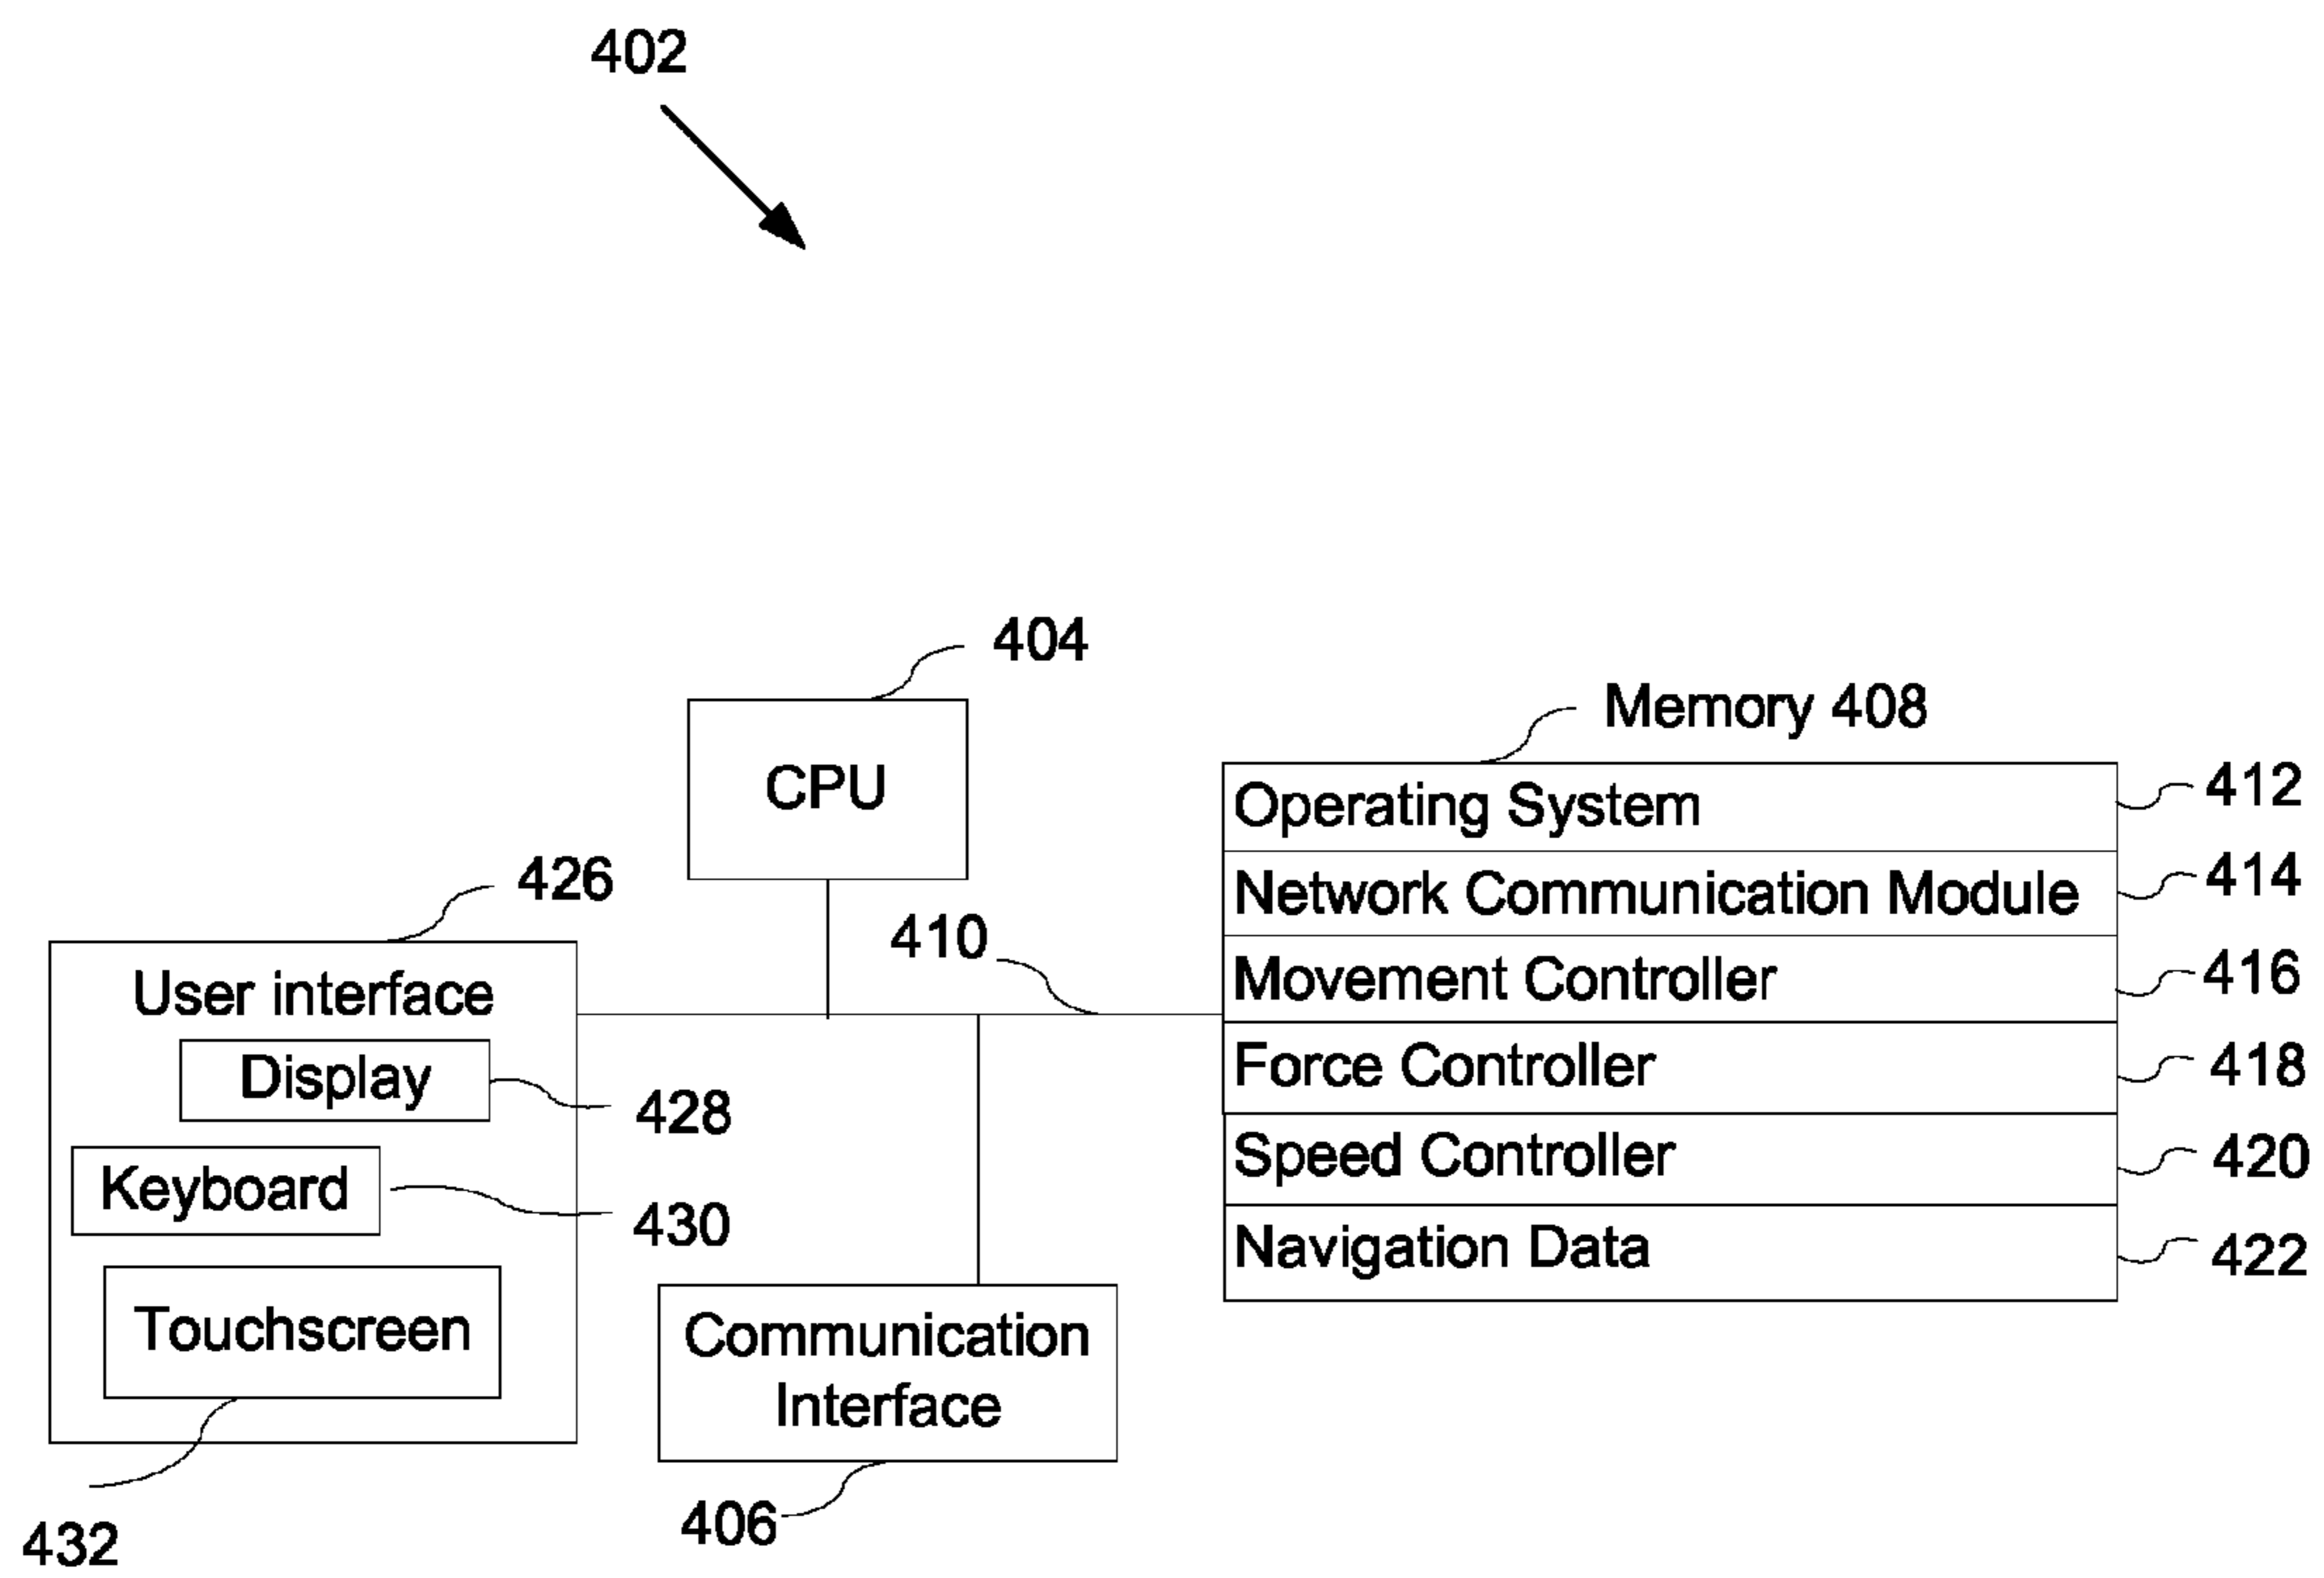 402
404
CPU
Memory 408
Operating System
412
Network Communication Module
414
Movement Controller
416
Force Controller
418
Speed Controller
420
Navigation Data
422
410
426
User interface
Display
428
Keyboard
430
Touchscreen
432
Communication
Interface
406